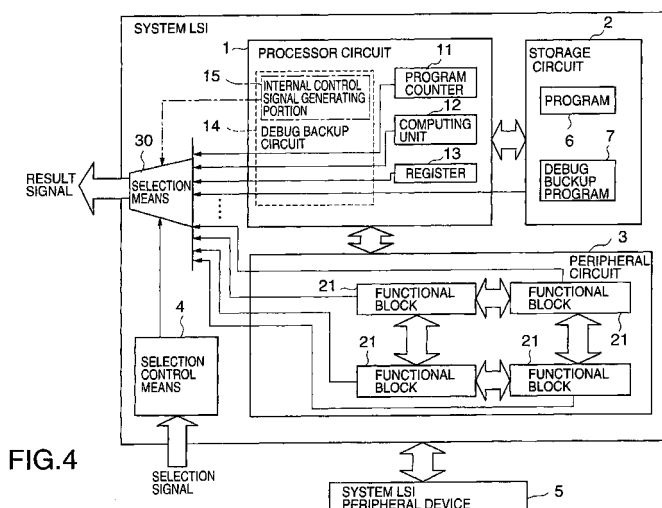 SYSTEM LSI
1
PROCESSOR CIRCUIT
15
INTERNAL CONTROL
SIGNAL GENERATING
PORTION
14
DEBUG BACKUP
CIRCUIT
11
PROGRAM
COUNTER
12
COMPUTING
UNIT
13
REGISTER
2
STORAGE
CIRCUIT
PROGRAM
6
7
DEBUG
BUCKUP
PROGRAM
30
SELECTION
MEANS
RESULT
SIGNAL
3
PERIPHERAL
CIRCUIT
21
FUNCTIONAL
BLOCK
FUNCTIONAL
BLOCK
21
21
FUNCTIONAL
BLOCK
21
FUNCTIONAL
BLOCK
4
SELECTION
CONTROL
MEANS
SELECTION
SIGNAL
FIG.4
SYSTEM LSI
PERIPHERAL DEVICE
5